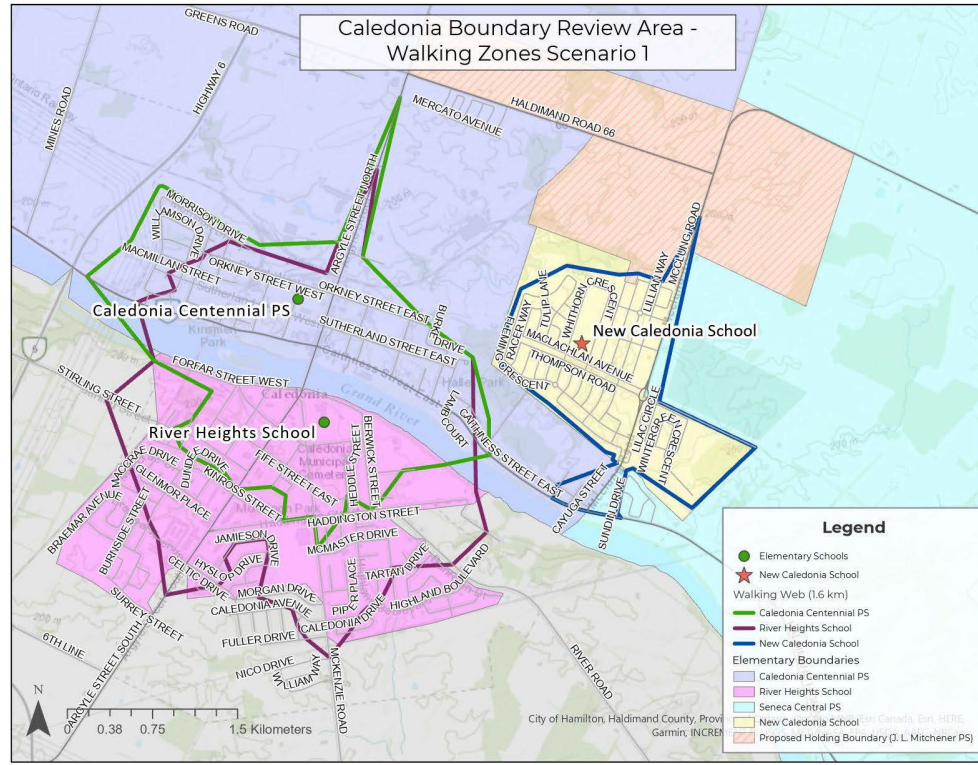 Caledonia Boundary Review Area -
Walking Zones Scenario 1
GREENS ROAD
HIGHWAY 6
MINES ROAD
MERCATO AVENUE
HALDIMAND ROAD 66
ARGYLE STREET NORTH
MORRISON DRIVE
WILLIAMSON DRIVE
MACMILLAN STREET
ORKNEY STREET WEST
ORKNEY STREET EAST
Caledonia Centennial PS
SUTHERLAND STREET EAST
BURKE DRIVE
Kinsmen
Park
FLEMING
CRESCENT
RACER WAY
TULIP LANE
WHITHORN
CRESCENT
LILLIAN WAY
MCCLUNG ROAD
New Caledonia School
MACLACHLAN AVENUE
THOMPSON ROAD
FORFAR STREET WEST
STIRLING STREET
Caledonia
Grand River
LAMB
COURT
CAITHNESS STREET EAST
LILAC CIRCLE
WINTERGREEN CRESCENT
CAYUGA STREET
SUNDIN DRIVE
River Heights School
Caledonia
Municipal
Cemetery
BERWICK STREET
HEDDLE STREET
FIFE STREET EAST
KINROSS STREET
MACCRAE DRIVE
GLENMOR PLACE
BRAEMAR AVENUE
BURNSIDE STREET
HADDINGTON STREET
MCMASTER DRIVE
JAMIESON
DRIVE
HYSLOP DRIVE
CELTIC DRIVE
TARTAN DRIVE
HIGHLAND BOULEVARD
MORGAN DRIVE
PIPER PLACE
CALEDONIA AVENUE
CALEDONIA DRIVE
SURREY STREET
FULLER DRIVE
6TH LINE
NICO DRIVE
WILLIAM
WAY
MCKENZIE ROAD
RIVER ROAD
ARGYLE STREET SOUTH
N
0 0.38 0.75 1.5 Kilometers
City of Hamilton, Haldimand County,
Esri Canada, Esri, HERE,
Garmin,
Legend
Elementary Schools
New Caledonia School
Walking Web (1.6 km)
Caledonia Centennial PS
River Heights School
New Caledonia School
Elementary Boundaries
Caledonia Centennial PS
River Heights School
Seneca Central PS
New Caledonia School
Proposed Holding Boundary (J. L. Mitchener PS)